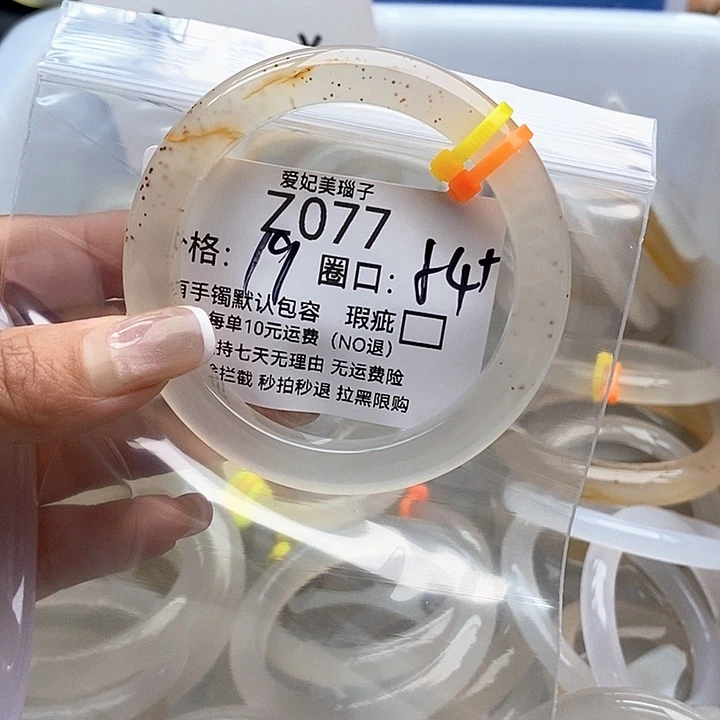 爱妃美瑙子
Z077
格: 19 圈口: 54+
有手镯默认包容 瑕疵
每单10元运费 (NO退)
持七天无理由 无运费险
拦截 秒拍秒退 拉黑限购